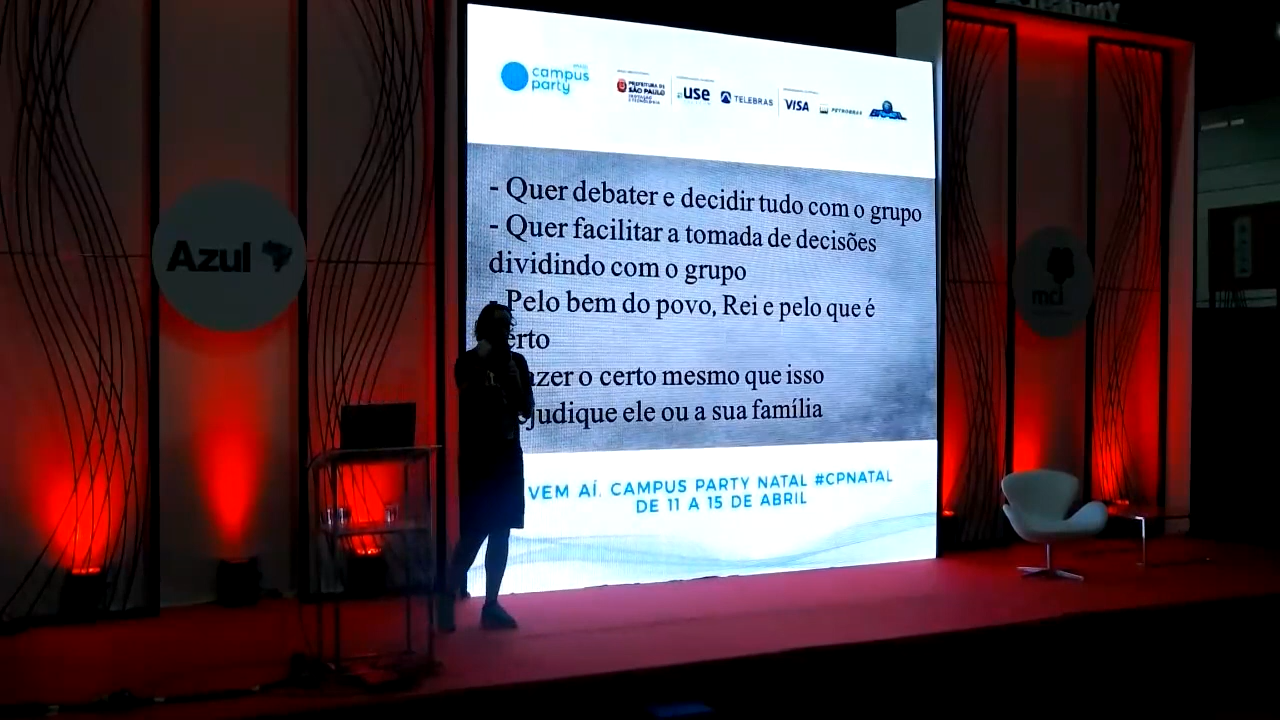 campus
party
PREFEITURA DE
SÃO PAULO
use
TELEBRAS
VISA
PETROBRAS
Azul
mci
- Quer debater e decidir tudo com o grupo
- Quer facilitar a tomada de decisões
dividindo com o grupo
- Pelo bem do povo, Rei e pelo que é
erto
azer o certo mesmo que isso
judique ele ou a sua família
VEM AÍ. CAMPUS PARTY NATAL #CPNATAL
DE 11 A 15 DE ABRIL